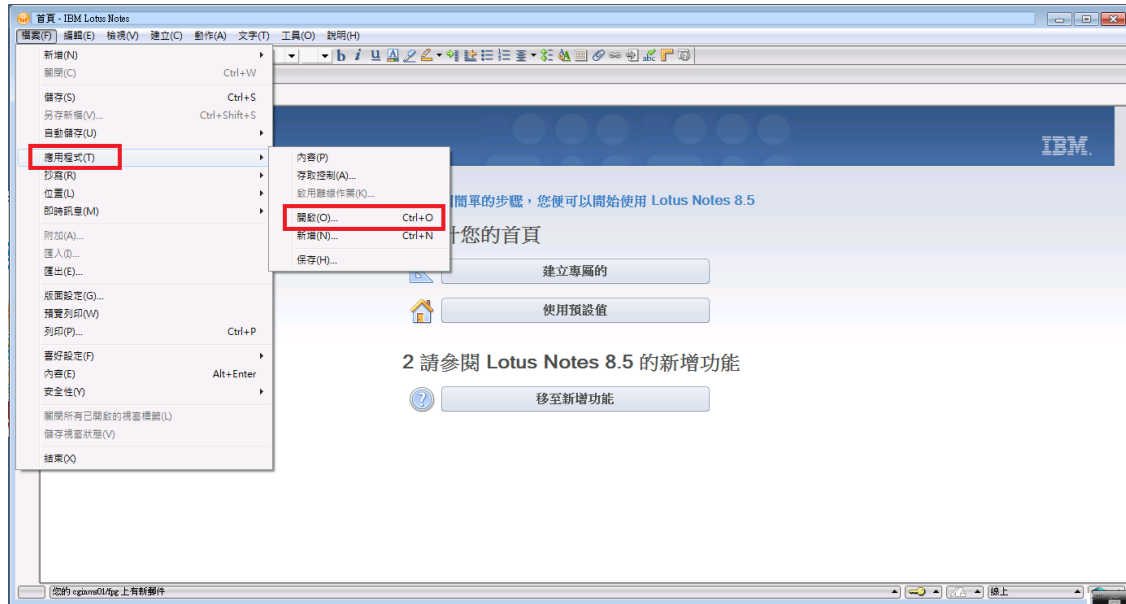 首頁 - IBM Lotus Notes
檔案(F) 編輯(E) 檢視(V) 建立(C) 動作(A) 文字(T) 工具(O) 說明(H)
新增(N)
關閉(C) Ctrl+W
儲存(S) Ctrl+S
另存新檔(V)... Ctrl+Shift+S
自動儲存(U)
應用程式(T)
抄寫(R)
位置(L)
即時訊息(M)
附加(A)...
匯入(I)...
匯出(E)...
版面設定(G)...
預覽列印(W)
列印(P)... Ctrl+P
喜好設定(F)
內容(E) Alt+Enter
安全性(Y)
關閉所有已開啟的視窗標籤(L)
儲存視窗狀態(V)
結束(X)
內容(P)
存取控制(A)...
啟用離線作業(K)...
開啟(O)... Ctrl+O
新增(N)... Ctrl+N
保存(H)...
IBM.
簡單的步驟，您便可以開始使用 Lotus Notes 8.5
您的首頁
建立專屬的
使用預設值
2 請參閱 Lotus Notes 8.5 的新增功能
移至新增功能
您的 cginms01/fpg 上有新郵件
線上